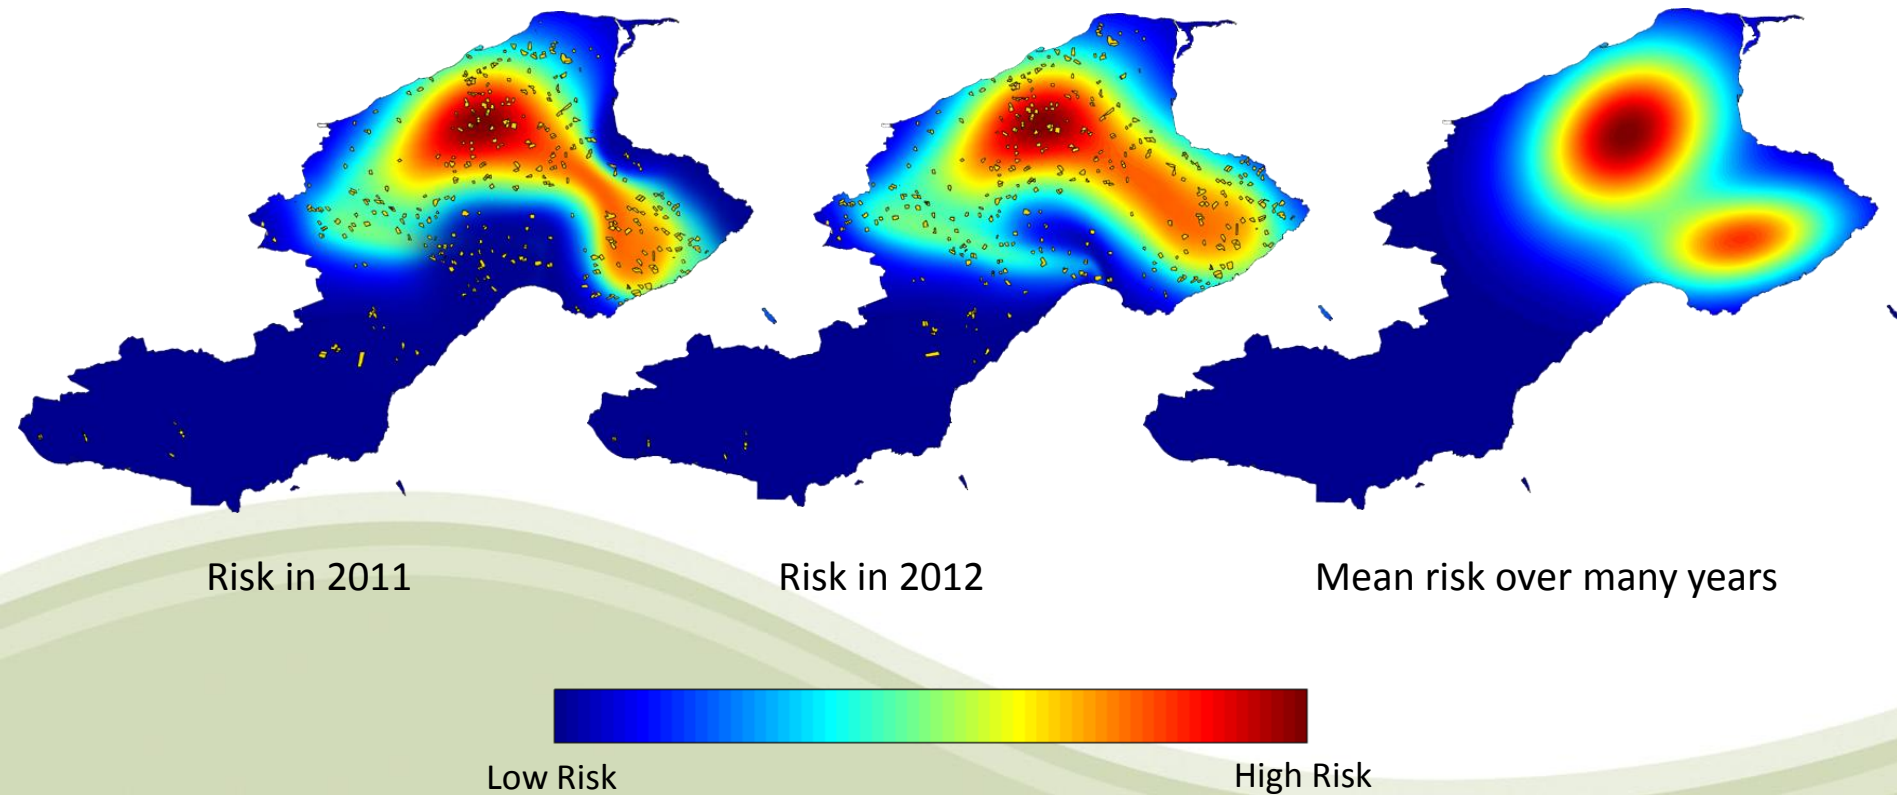 Risk in 2011
Risk in 2012
Mean risk over many years
Low Risk
High Risk